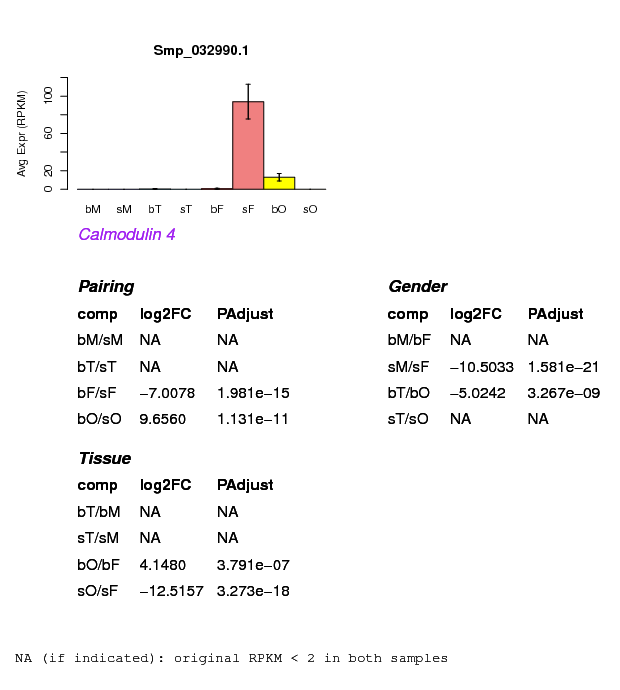 Smp_032990.1
Avg Expr (RPKM)
0 20 60 100
bM sM bT sT bF sF bO sO
Calmodulin 4
Pairing
comp log2FC PAdjust
bM/sM NA NA
bT/sT NA NA
bF/sF −7.0078 1.981e−15
bO/sO 9.6560 1.131e−11
Gender
comp log2FC PAdjust
bM/bF NA NA
sM/sF −10.5033 1.581e−21
bT/bO −5.0242 3.267e−09
sT/sO NA NA
Tissue
comp log2FC PAdjust
bT/bM NA NA
sT/sM NA NA
bO/bF 4.1480 3.791e−07
sO/sF −12.5157 3.273e−18
NA (if indicated): original RPKM < 2 in both samples